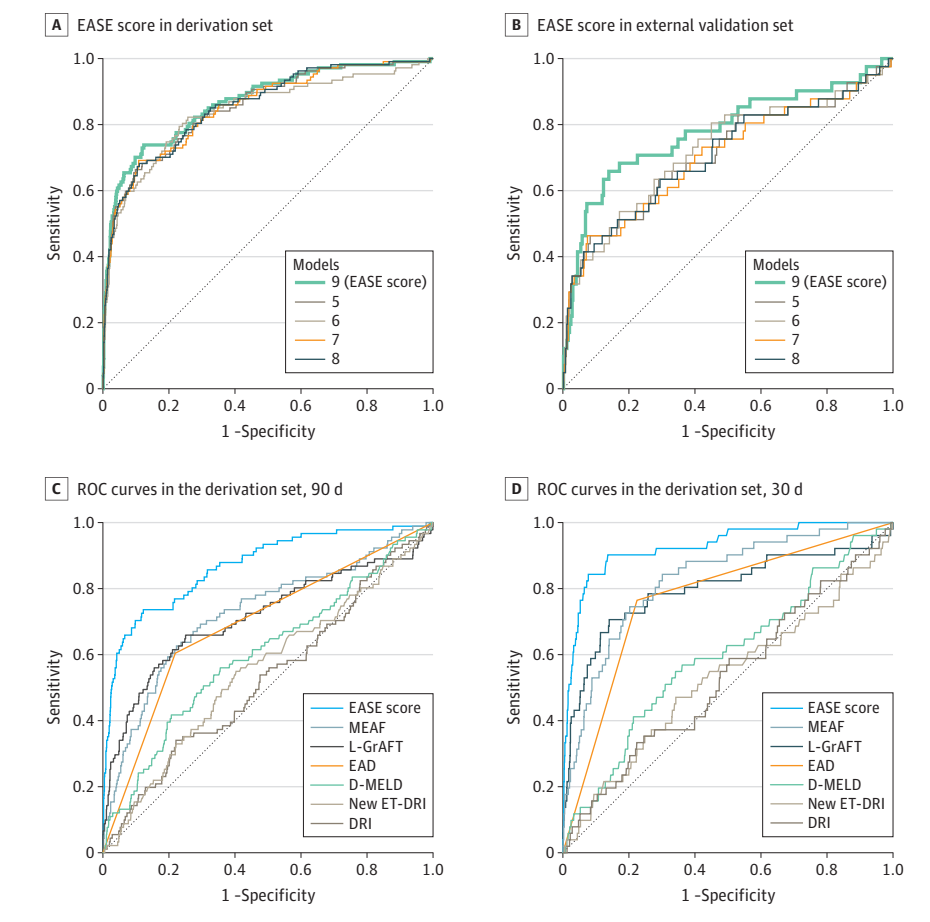 A EASE score in derivation set
1.0
0.8
0.6
0.4
0.2
0
Sensitivity
0 0.2 0.4 0.6 0.8 1.0
1 -Specificity
Models
9 (EASE score)
5
6
7
8
B EASE score in external validation set
1.0
0.8
0.6
0.4
0.2
0
Sensitivity
0 0.2 0.4 0.6 0.8 1.0
1 -Specificity
Models
9 (EASE score)
5
6
7
8
C ROC curves in the derivation set, 90 d
1.0
0.8
0.6
0.4
0.2
0
Sensitivity
0 0.2 0.4 0.6 0.8 1.0
1 -Specificity
EASE score
MEAF
L-GrAFT
EAD
D-MELD
New ET-DRI
DRI
D ROC curves in the derivation set, 30 d
1.0
0.8
0.6
0.4
0.2
0
Sensitivity
0 0.2 0.4 0.6 0.8 1.0
1 -Specificity
EASE score
MEAF
L-GrAFT
EAD
D-MELD
New ET-DRI
DRI